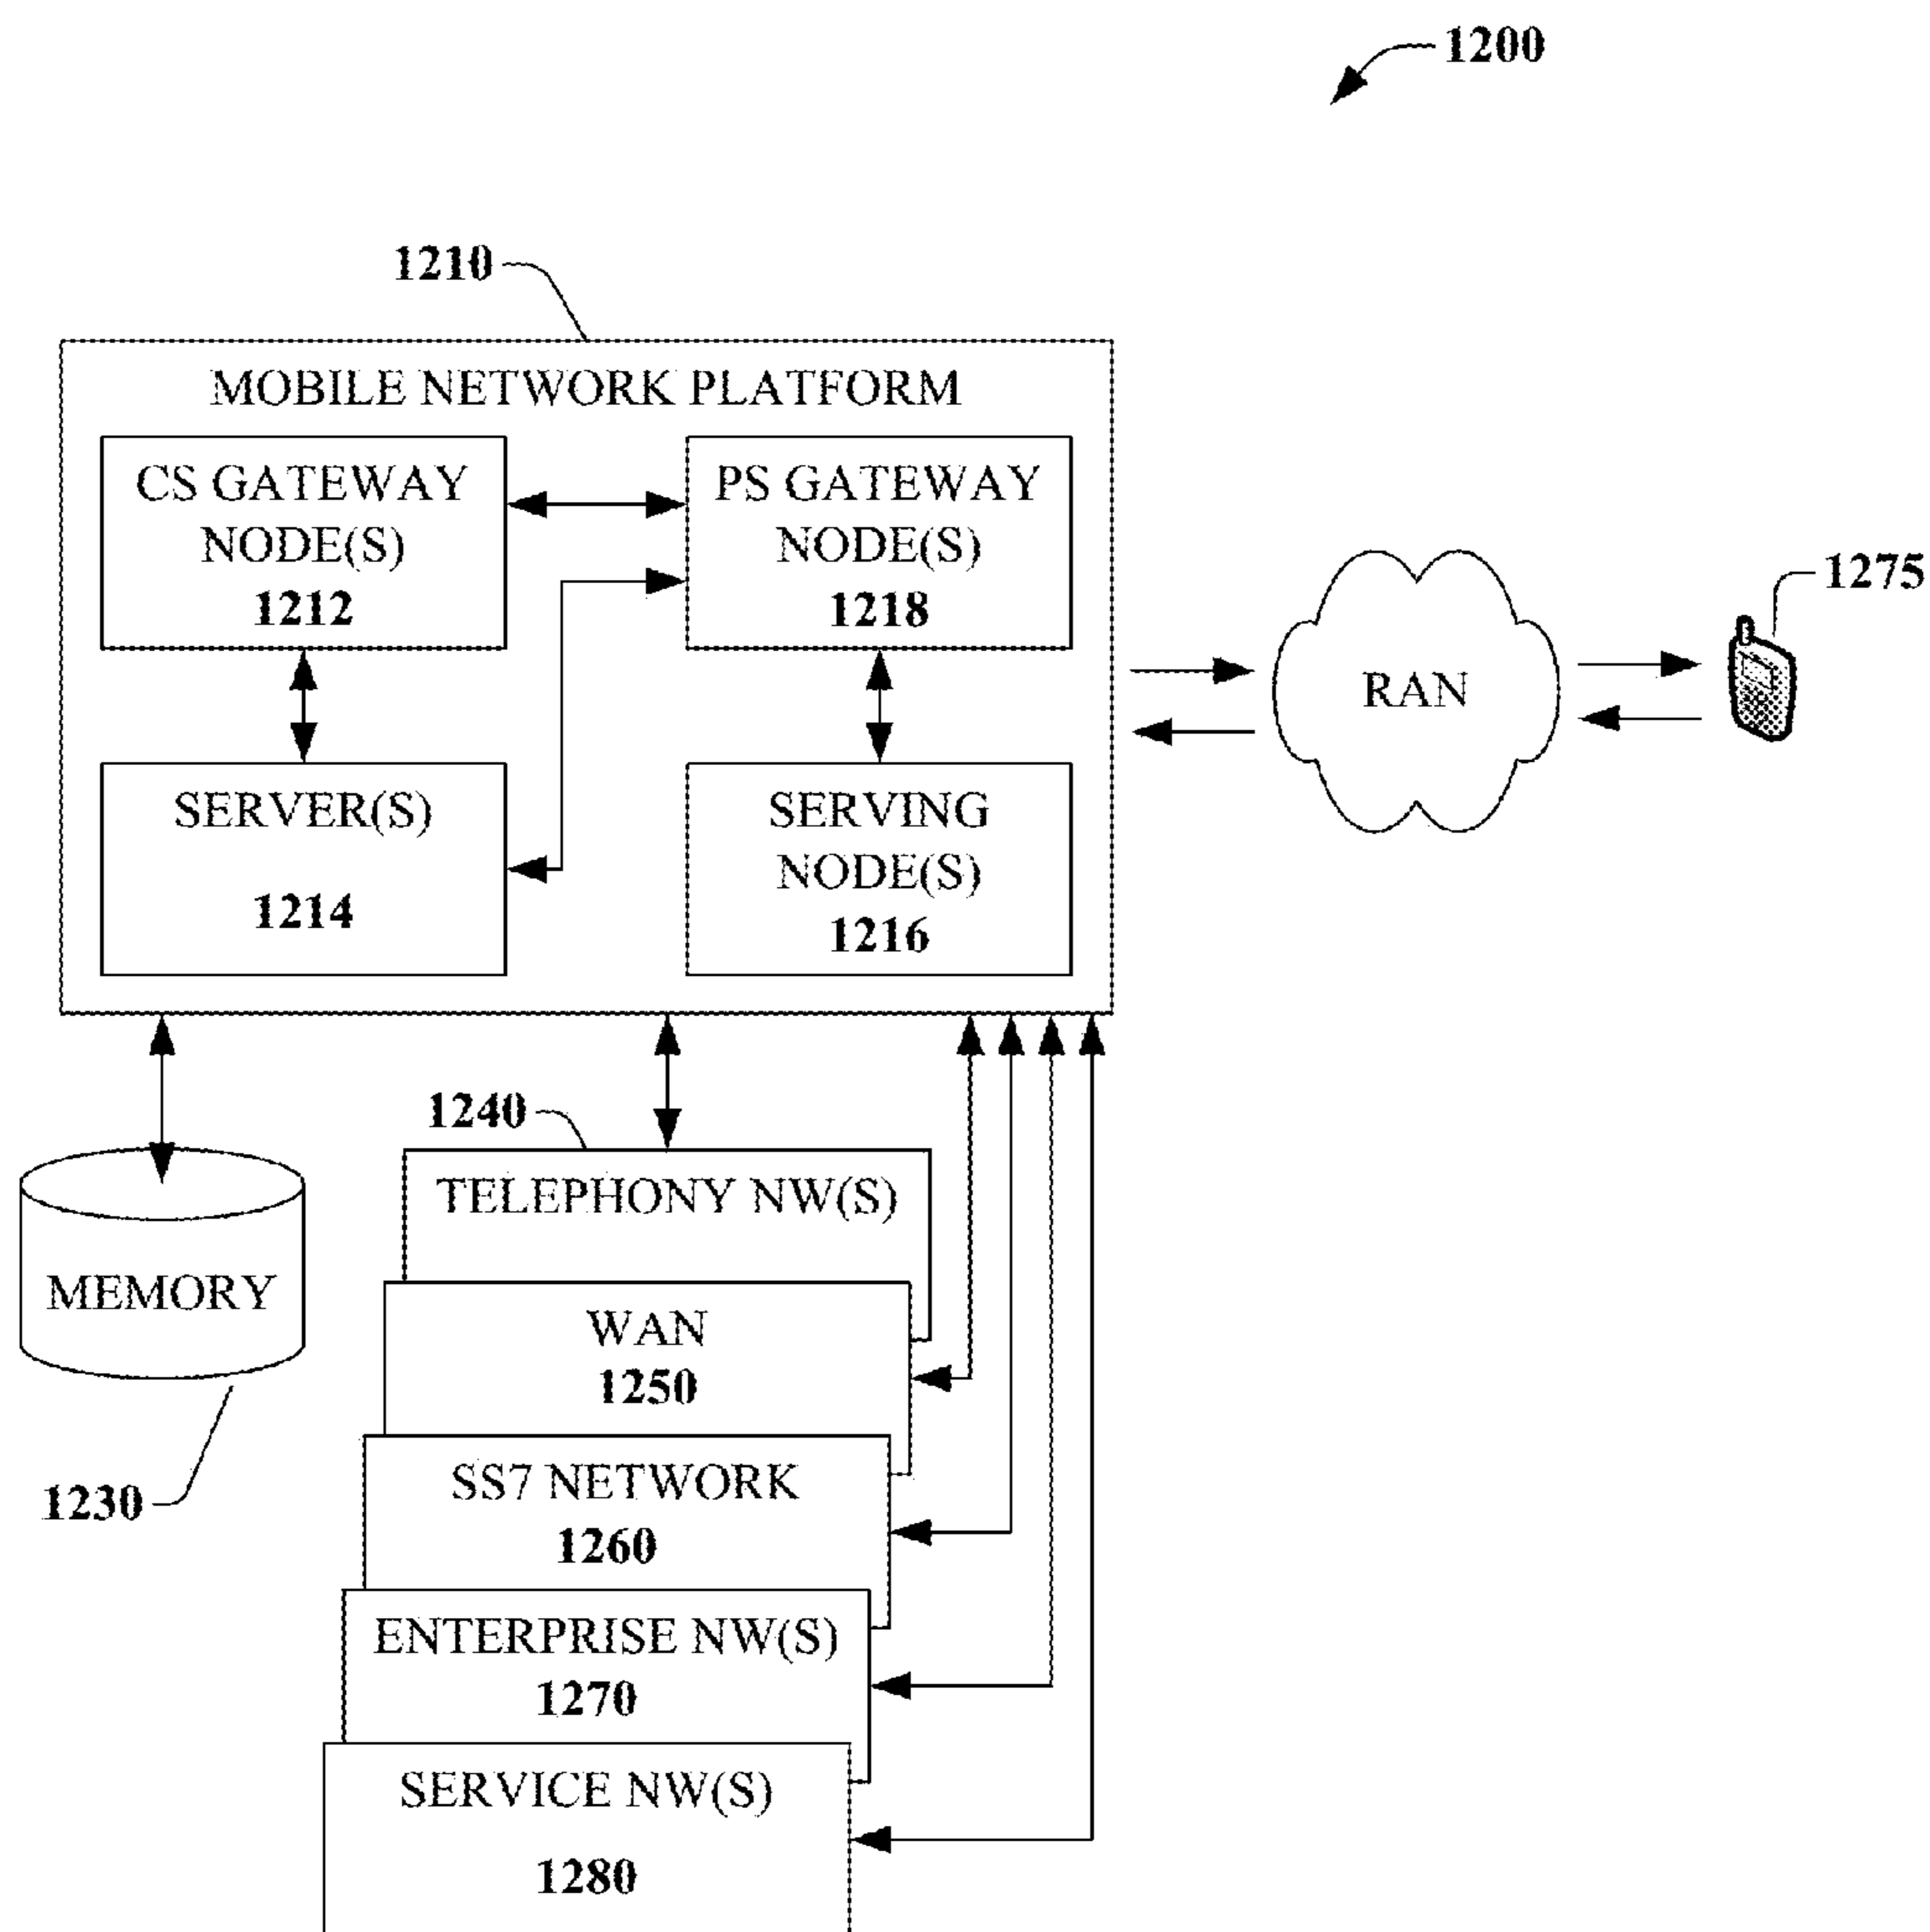 1200
1210
MOBILE NETWORK PLATFORM
CS GATEWAY
NODE(S)
1212
PS GATEWAY
NODE(S)
1218
1275
RAN
SERVER(S)
1214
SERVING
NODE(S)
1216
1240
TELEPHONY NW(S)
MEMORY
WAN
1250
SS7 NETWORK
1260
1230
ENTERPRISE NW(S)
1270
SERVICE NW(S)
1280